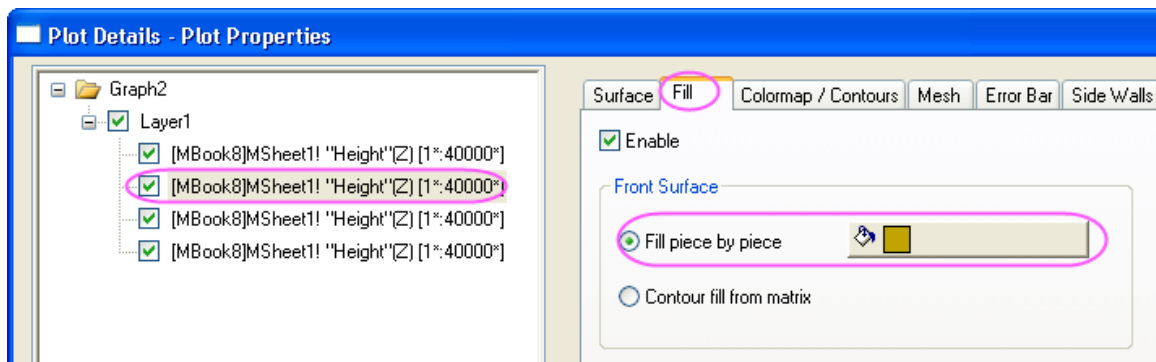 Plot Details - Plot Properties
Graph2
Layer1
[MBook8]MSheet1! "Height"(Z) [1*:40000*]
[MBook8]MSheet1! "Height"(Z) [1*:40000*]
[MBook8]MSheet1! "Height"(Z) [1*:40000*]
[MBook8]MSheet1! "Height"(Z) [1*:40000*]
Surface Fill Colormap / Contours Mesh Error Bar Side Walls
Enable
Front Surface
Fill piece by piece
Contour fill from matrix